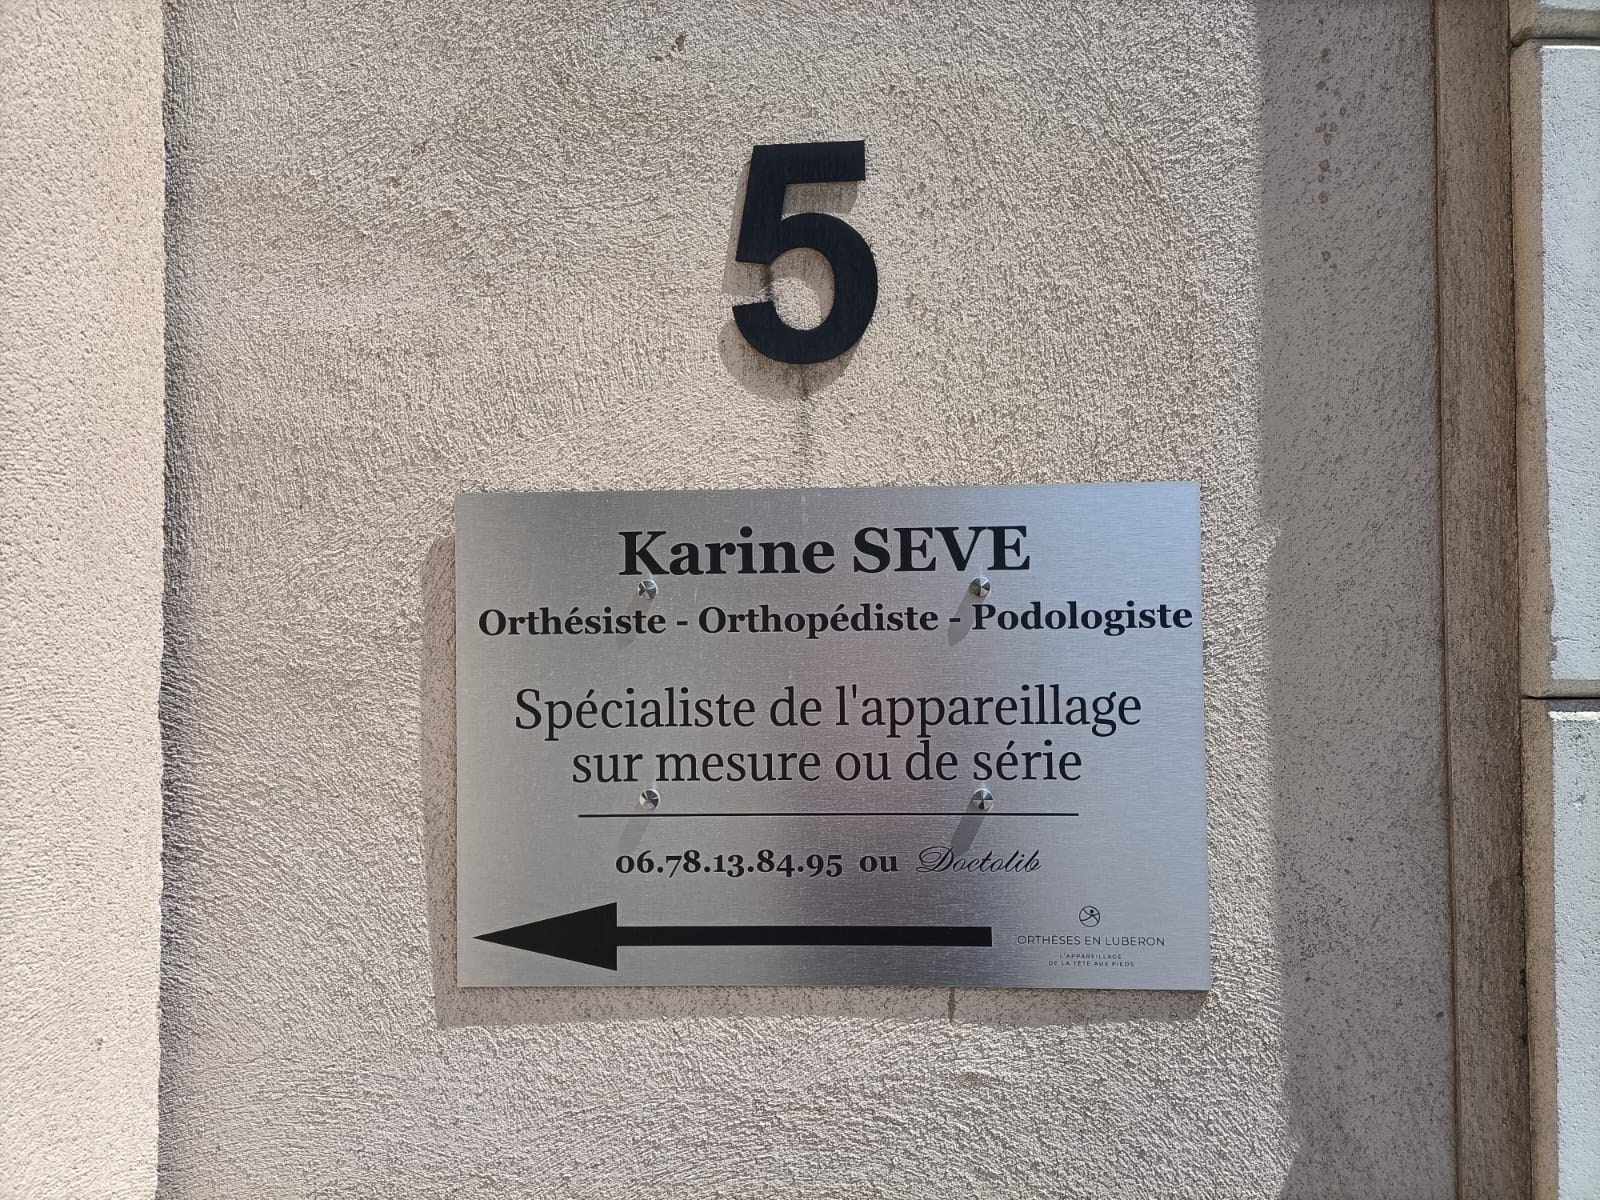 5
Karine SEVE
Orthésiste - Orthopédiste - Podologiste
Spécialiste de l'appareillage
sur mesure ou de série
06.78.13.84.95 ou Doctolib
ORTHÈSES EN LUBERON
L'APPAREILLAGE
DE LA TÊTE AUX PIEDS